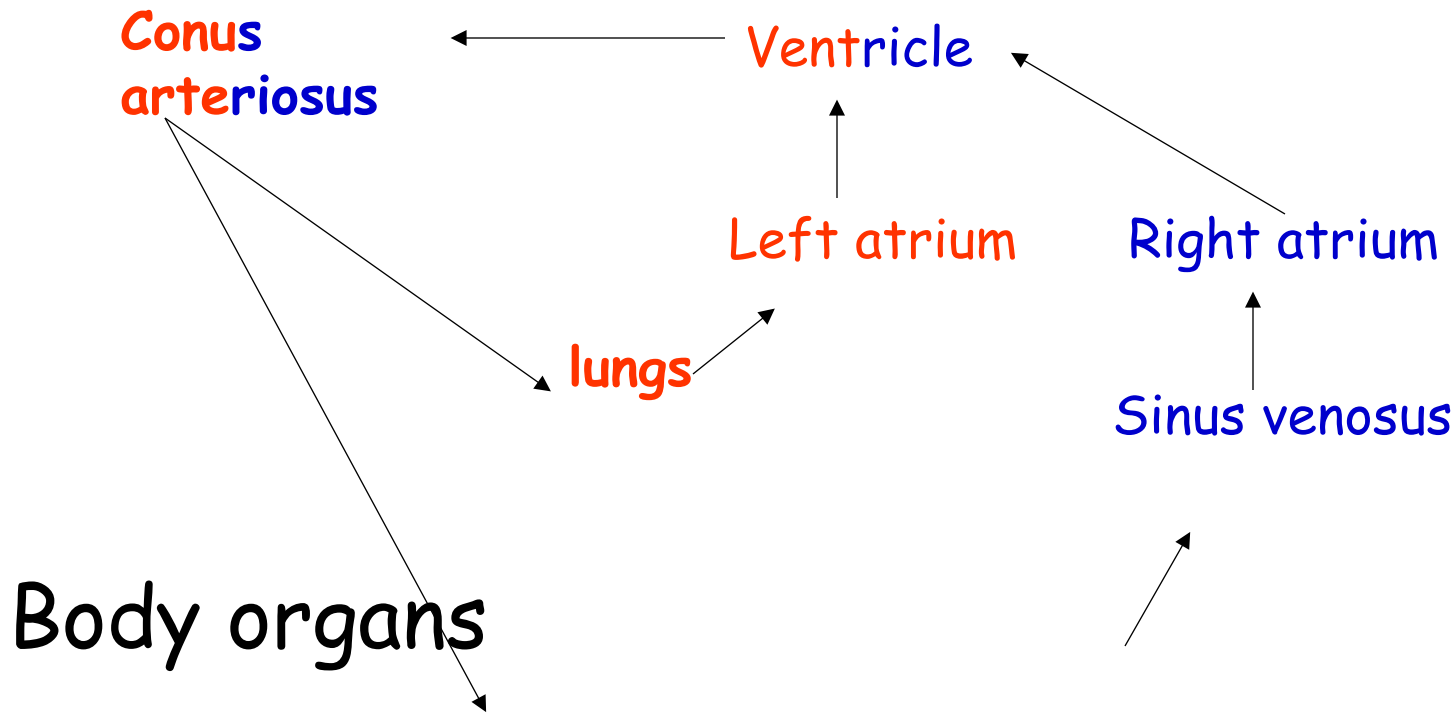 Conus
arteriosus
Ventricle
Left atrium
Right atrium
lungs
Sinus venosus
Body organs